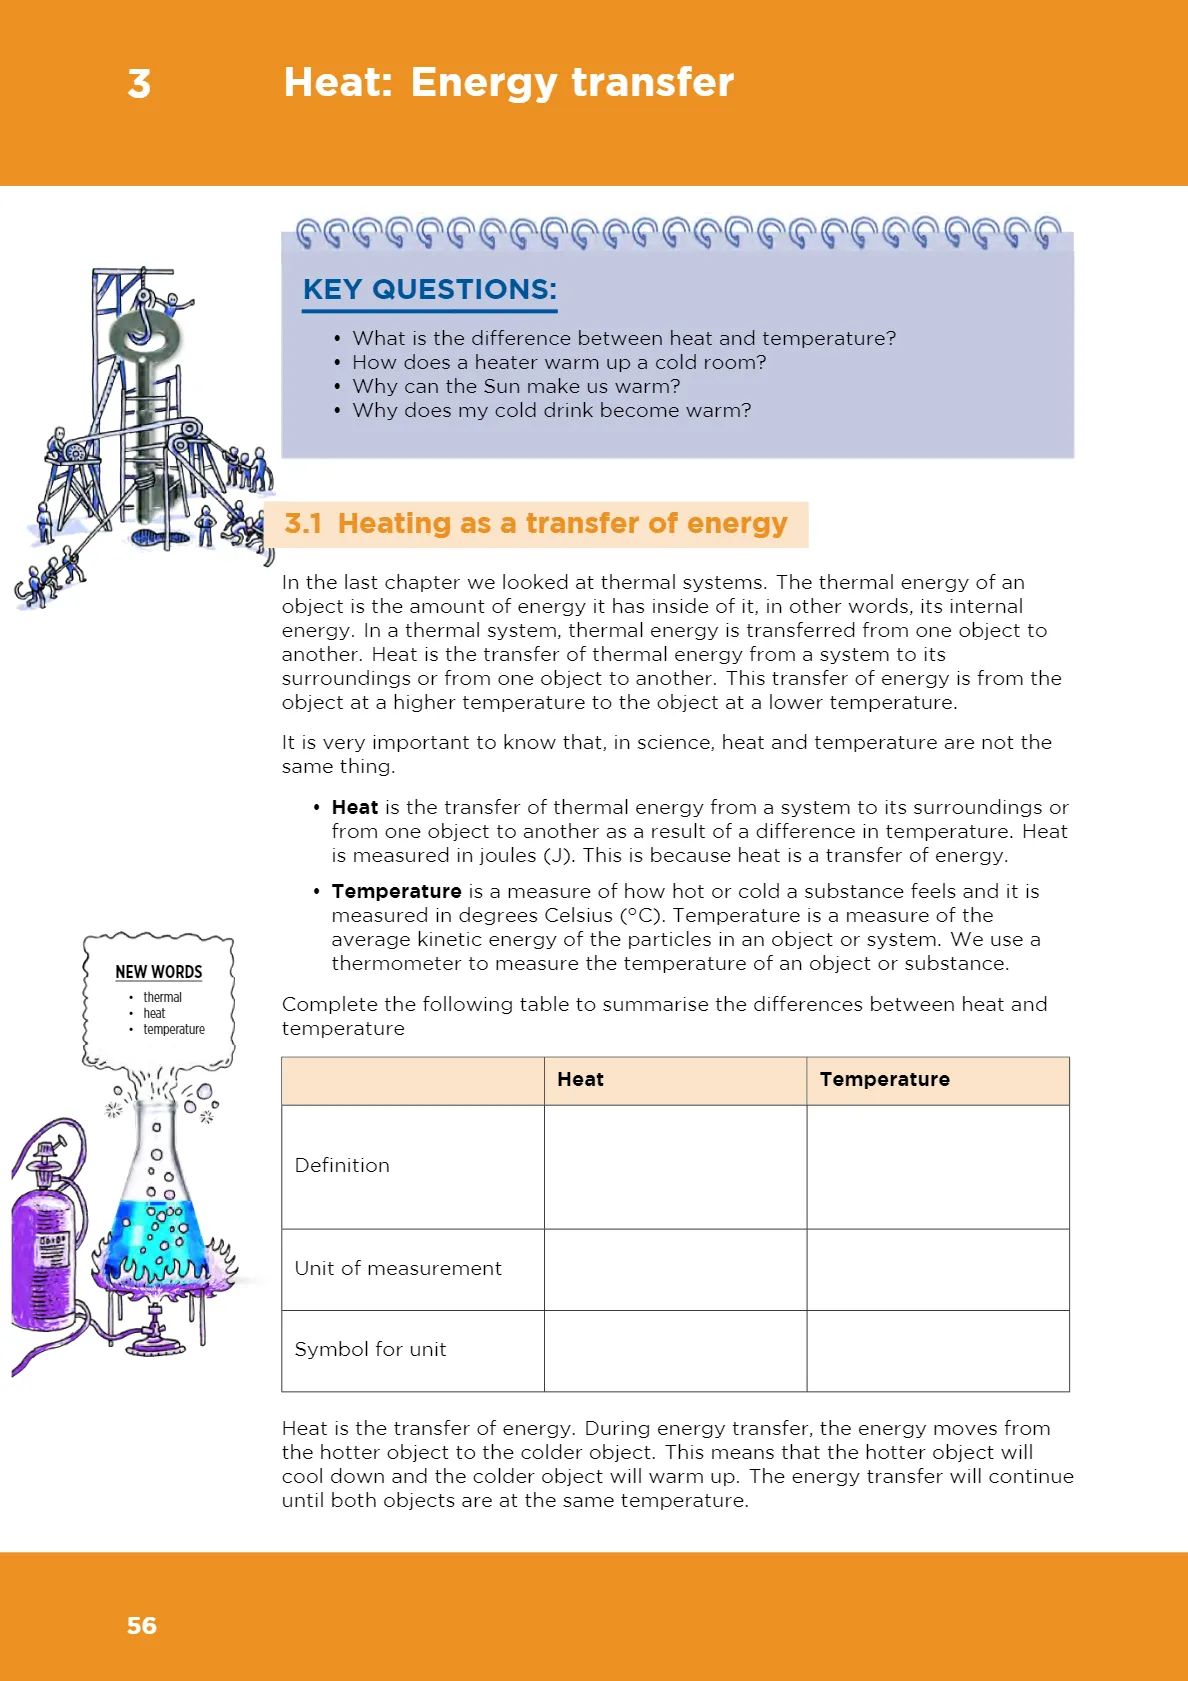 3 Heat: Energy transfer
KEY QUESTIONS:
• What is the difference between heat and temperature?
• How does a heater warm up a cold room?
• Why can the Sun make us warm?
• Why does my cold drink become warm?
3.1 Heating as a transfer of energy
In the last chapter we looked at thermal systems. The thermal energy of an
object is the amount of energy it has inside of it, in other words, its internal
energy. In a thermal system, thermal energy is transferred from one object to
another. Heat is the transfer of thermal energy from a system to its
surroundings or from one object to another. This transfer of energy is from the
object at a higher temperature to the object at a lower temperature.
It is very important to know that, in science, heat and temperature are not the
same thing.
• Heat is the transfer of thermal energy from a system to its surroundings or
from one object to another as a result of a difference in temperature. Heat
is measured in joules (J). This is because heat is a transfer of energy.
• Temperature is a measure of how hot or cold a substance feels and it is
measured in degrees Celsius (°C). Temperature is a measure of the
average kinetic energy of the particles in an object or system. We use a
thermometer to measure the temperature of an object or substance.
NEW WORDS
• thermal
• heat
• temperature
Complete the following table to summarise the differences between heat and
temperature
Heat Temperature
Definition
Unit of measurement
Symbol for unit
Heat is the transfer of energy. During energy transfer, the energy moves from
the hotter object to the colder object. This means that the hotter object will
cool down and the colder object will warm up. The energy transfer will continue
until both objects are at the same temperature.
56